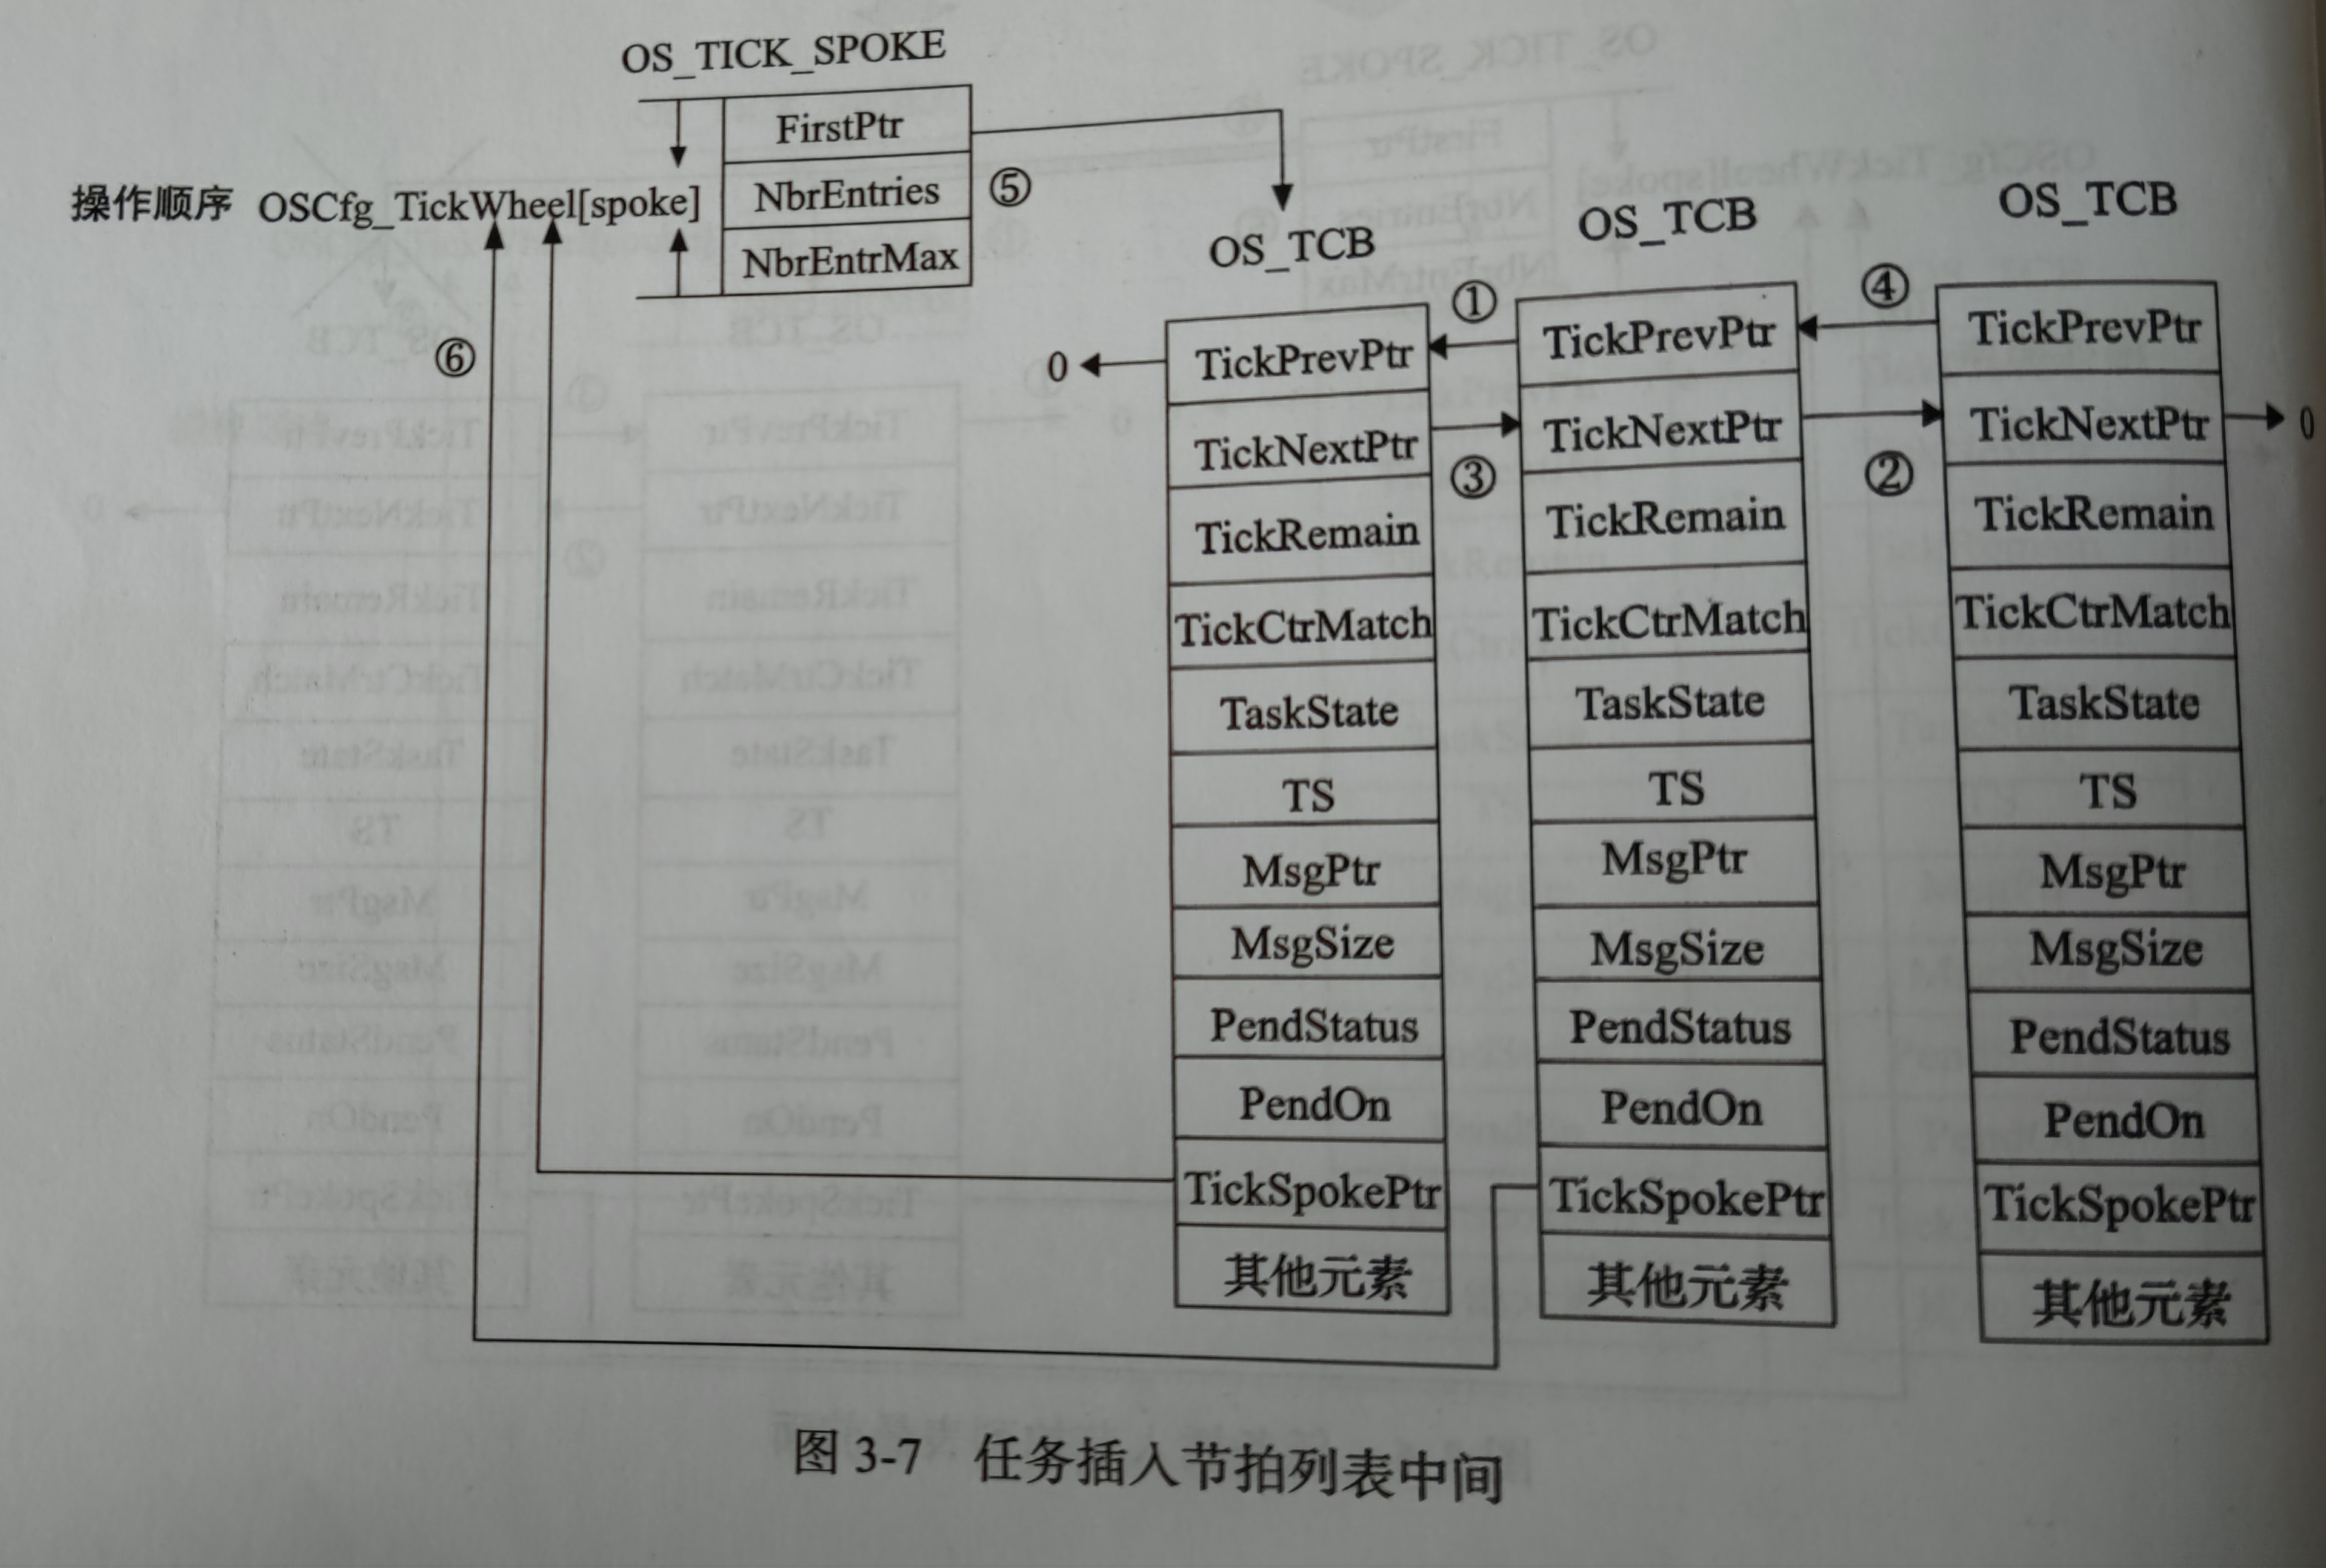 OS_TICK_SPOKE
FirstPtr
操作顺序 OSCfg_TickWheel[spoke]
NbrEntries
⑤
NbrEntrMax
⑥
OS_TCB
0
TickPrevPtr
TickNextPtr
TickRemain
TickCtrMatch
TaskState
TS
MsgPtr
MsgSize
PendStatus
PendOn
TickSpokePtr
其他元素
①
③
OS_TCB
TickPrevPtr
TickNextPtr
TickRemain
TickCtrMatch
TaskState
TS
MsgPtr
MsgSize
PendStatus
PendOn
TickSpokePtr
其他元素
④
②
OS_TCB
TickPrevPtr
TickNextPtr
0
TickRemain
TickCtrMatch
TaskState
TS
MsgPtr
MsgSize
PendStatus
PendOn
TickSpokePtr
其他元素
图 3-7 任务插入节拍列表中间